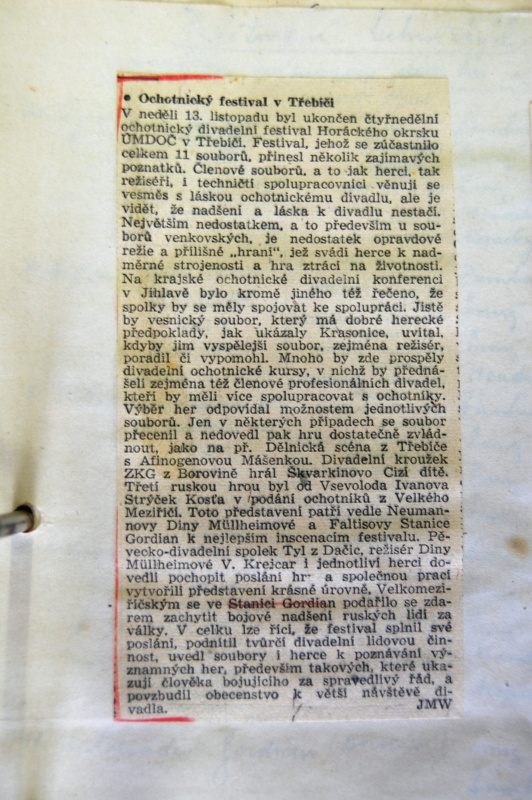 • Ochotnický festival v Třebíči
V neděli 13. listopadu byl ukončen čtyřnedělní
ochotnický divadelní festival Horáckého okrsku
ÚMDOČ v Třebíči. Festival, jehož se zúčastnilo
celkem 11 souborů, přinesl několik zajímavých
poznatků. Členové souborů, a to jak herci, tak
režiséři, i techničtí spolupracovníci věnují se
vesměs s láskou ochotnickému divadlu, ale je
vidět, že nadšení a láska k divadlu nestačí.
Největším nedostatkem, a to především u sou-
borů venkovských, je nedostatek opravdové
režie a přílišné „hraní“, jež svádí herce k nad-
měrné strojenosti a hra ztrácí na životnosti.
Na krajské ochotnické divadelní konferenci
v Jihlavě bylo kromě jiného též řečeno, že
spolky by se měly spojovat ke spolupráci. Jistě
by vesnický soubor, který má dobré herecké
předpoklady, jak ukázaly Krasonice, uvítal,
kdyby jim vyspělejší soubor, zejména režisér,
poradil či vypomohl. Mnoho by zde prospěly
divadelní ochotnické kursy, v nichž by předná-
šeli zejména též členové profesionálních divadel,
kteří by měli více spolupracovat s ochotníky.
Výběr her odpovídal možnostem jednotlivých
souborů. Jen v některých případech se soubor
přecenil a nedovedl pak hru dostatečně zvlád-
nout, jako na př. Dělnická scéna z Třebíče
s Afinogenovou Mášenkou. Divadelní kroužek
ZKG z Borovině hrál Škvarkinovo Cizí dítě.
Třetí ruskou hrou byl od Vsevoloda Ivanova
Strýček Kosťa v podání ochotníků z Velkého
Meziříčí. Toto představení patří vedle Neuman-
novy Diny Müllheimové a Faltisovy Stanice
Gordian k nejlepším inscenacím festivalu. Pě-
vecko-divadelní spolek Tyl z Dačic, režisér Diny
Müllheimové V. Krejcar i jednotliví herci do-
vedli pochopit poslání hr a společnou prací
vytvořili představení krásné úrovně, Velkomezi-
říčským se ve Stanici Gordian podařilo se zda-
rem zachytit bojové nadšení ruských lidí za
války. V celku lze říci, že festival splnil své
poslání, podnítil tvůrčí divadelní lidovou čin-
nost, uvedl soubory i herce k poznávání vý-
znamných her, především takových, které uka-
zují člověka bojujícího za spravedlivý řád, a
povzbudil obecenstvo k větší návštěvě di-
vadla. JMW